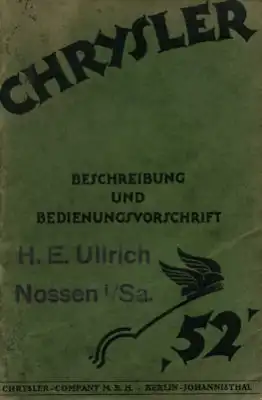 CHRYSLER
BESCHREIBUNG
UND
BEDIENUNGSVORSCHRIFT
H. E. Ullrich
Nossen i/Sa.
„52”
CHRYSLER-COMPANY M.B.H. - BERLIN-JOHANNISTHAL